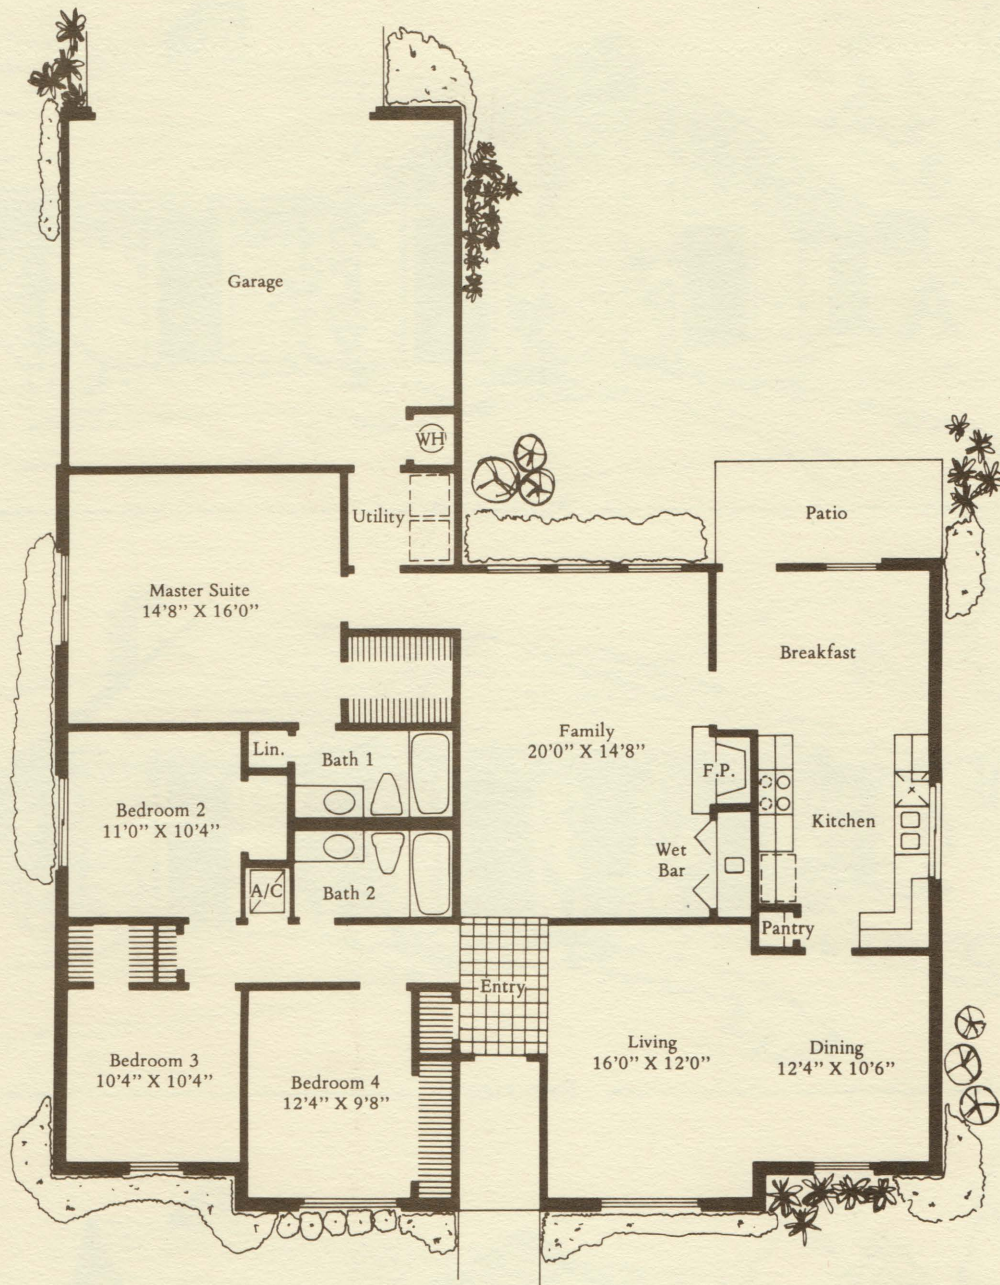 Garage
WH
Utility
Patio
Master Suite
14'8" X 16'0"
Breakfast
Family
20'0" X 14'8"
Lin.
Bath 1
F.P.
Bedroom 2
11'0" X 10'4"
Kitchen
Wet
Bar
A/C
Bath 2
Pantry
Entry
Living
16'0" X 12'0"
Dining
12'4" X 10'6"
Bedroom 3
10'4" X 10'4"
Bedroom 4
12'4" X 9'8"